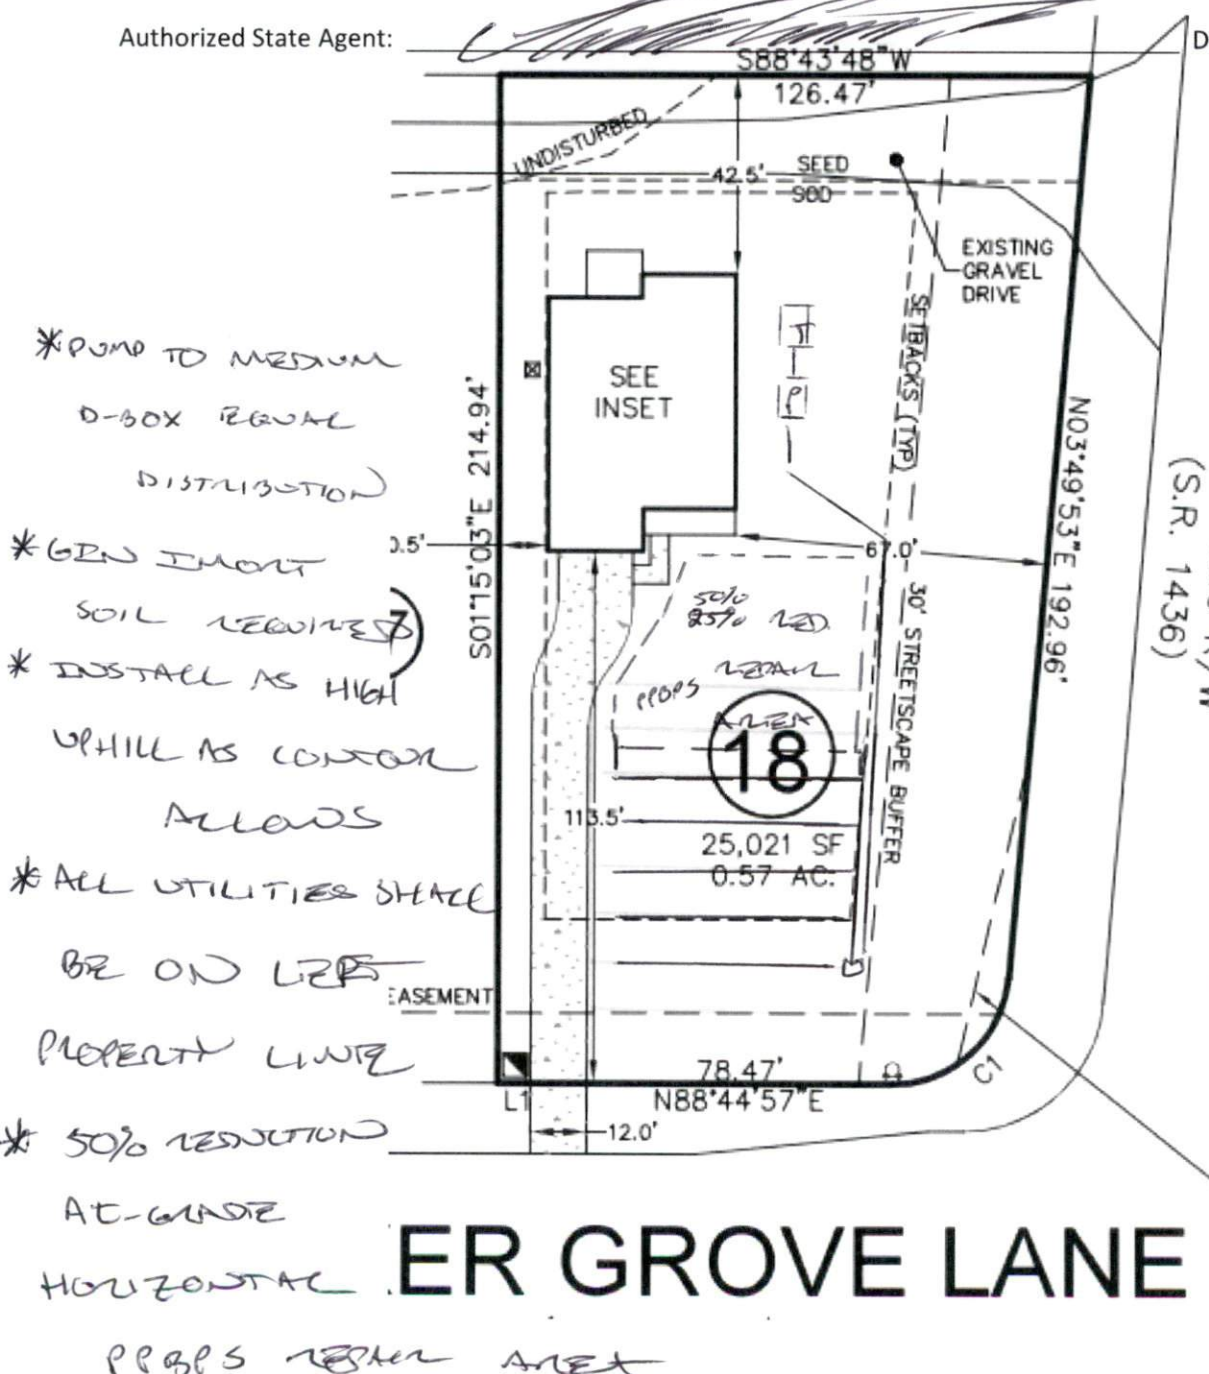 Authorized State Agent:
D
S88°43'48"W
126.47'
UNDISTURBED
SEED
42.5'
SOD
EXISTING
GRAVEL
DRIVE
SETBACKS (TYP)
*PUMP TO MEDIUM
D-BOX EQUAL
DISTRIBUTION
S01°15'03"E 214.94'
SEE
INSET
S
T
P
N03°49'53"E 192.96'
(S.R. 1436)
R/W
0.5'
67.0'
* 6IN IMPORT
SOIL REQUIRED
7
50%
25% RED.
REPAIR
PPBPS
AREA
30' STREETSCAPE BUFFER
* INSTALL AS HIGH
UPHILL AS CONTOUR
ALLOWS
18
113.5'
25,021 SF
0.57 AC.
* ALL UTILITIES SHALL
BE ON LEFT
PROPERTY LINE
EASEMENT
78.47'
N88°44'57"E
L1
C1
12.0'
* 50% REDUCTION
AT-GRADE
HORIZONTAL
PPBPS REPAIR AREA
ER GROVE LANE